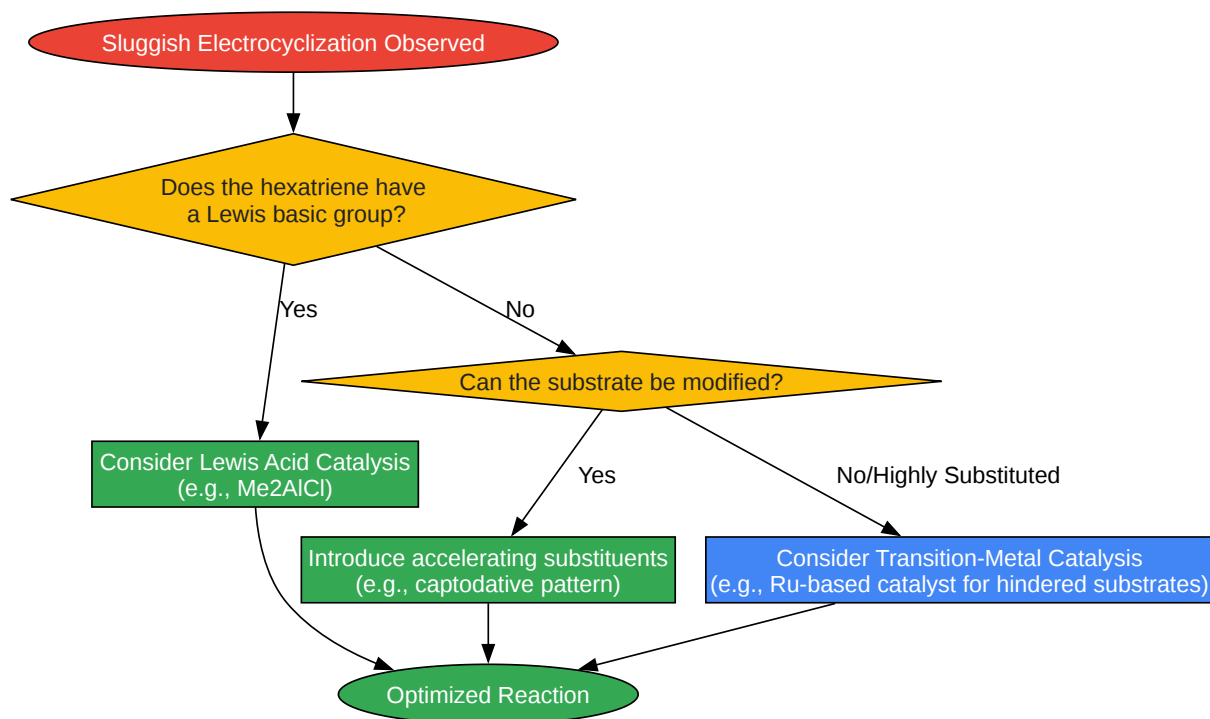 Sluggish Electrocyclization Observed
Does the hexatriene have
a Lewis basic group?
Yes
No
Can the substrate be modified?
Consider Lewis Acid Catalysis
(e.g., Me2AlCl)
Yes
No/Highly Substituted
Introduce accelerating substituents
(e.g., captodative pattern)
Consider Transition-Metal Catalysis
(e.g., Ru-based catalyst for hindered substrates)
Optimized Reaction